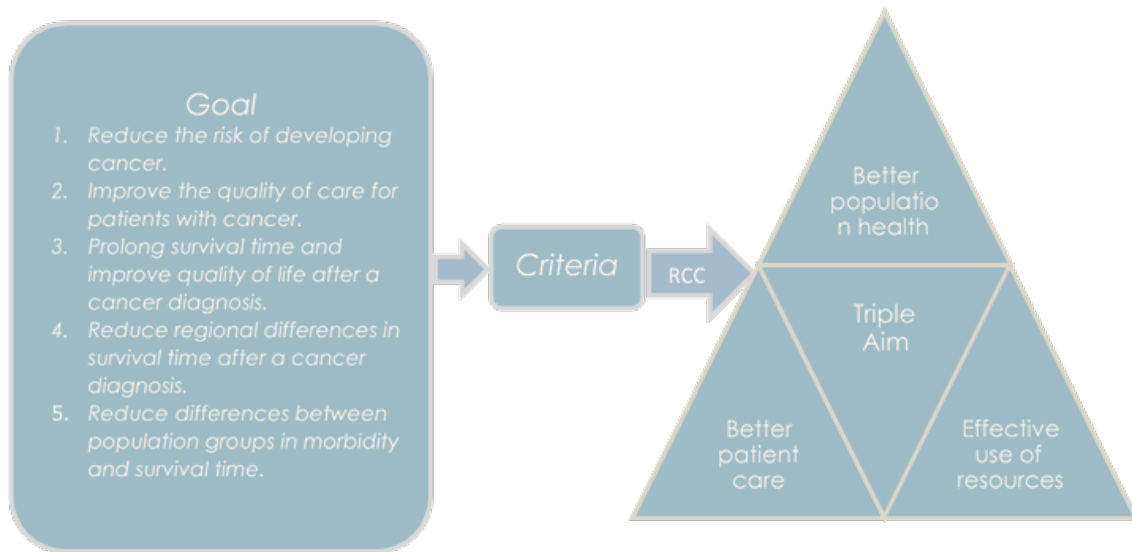 Goal
1. Reduce the risk of developing
cancer.
2. Improve the quality of care for
patients with cancer.
3. Prolong survival time and
improve quality of life after a
cancer diagnosis.
4. Reduce regional differences in
survival time after a cancer
diagnosis.
5. Reduce differences between
population groups in morbidity
and survival time.
Criteria
RCC
Better
populatio
n health
Triple
Aim
Better
patient
care
Effective
use of
resources